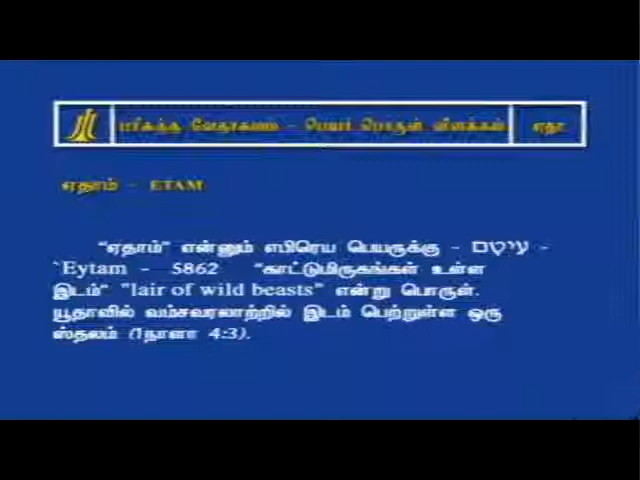 பரிசுத்த வேதாகமம் - பெயர் பொருள் விளக்கம் ஏதா
ஏதாம் - ETAM
"ஏதாம்" என்னும் எபிரெய பெயருக்கு - עיטם -
`Eytam - 5862 "காட்டுமிருகங்கள் உள்ள
இடம்" "lair of wild beasts" என்று பொருள்.
யூதாவில் வம்சவரலாற்றில் இடம் பெற்றுள்ள ஒரு
ஸ்தலம் (1நாளா 4:3).